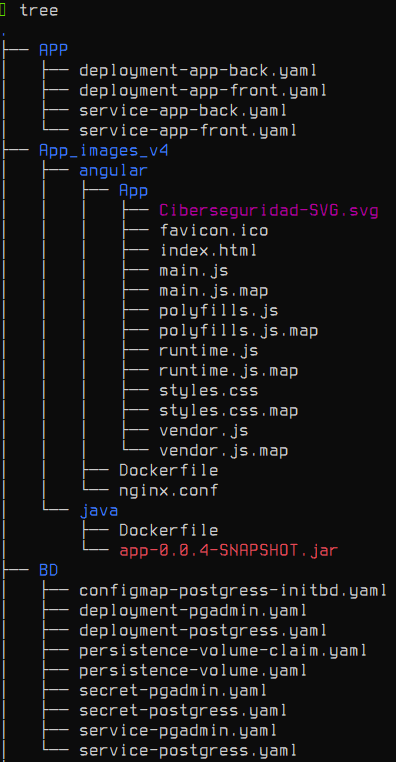 tree
.
├── APP
│   ├── deployment-app-back.yaml
│   ├── deployment-app-front.yaml
│   ├── service-app-back.yaml
│   └── service-app-front.yaml
├── App_images_v4
│   ├── angular
│   │   ├── App
│   │   │   ├── Ciberseguridad-SVG.svg
│   │   │   ├── favicon.ico
│   │   │   ├── index.html
│   │   │   ├── main.js
│   │   │   ├── main.js.map
│   │   │   ├── polyfills.js
│   │   │   ├── polyfills.js.map
│   │   │   ├── runtime.js
│   │   │   ├── runtime.js.map
│   │   │   ├── styles.css
│   │   │   ├── styles.css.map
│   │   │   ├── vendor.js
│   │   │   └── vendor.js.map
│   │   ├── Dockerfile
│   │   └── nginx.conf
│   └── java
│       ├── Dockerfile
│       └── app-0.0.4-SNAPSHOT.jar
├── BD
│   ├── configmap-postgress-initbd.yaml
│   ├── deployment-pgadmin.yaml
│   ├── deployment-postgress.yaml
│   ├── persistence-volume-claim.yaml
│   ├── persistence-volume.yaml
│   ├── secret-pgadmin.yaml
│   ├── secret-postgress.yaml
│   ├── service-pgadmin.yaml
│   └── service-postgress.yaml